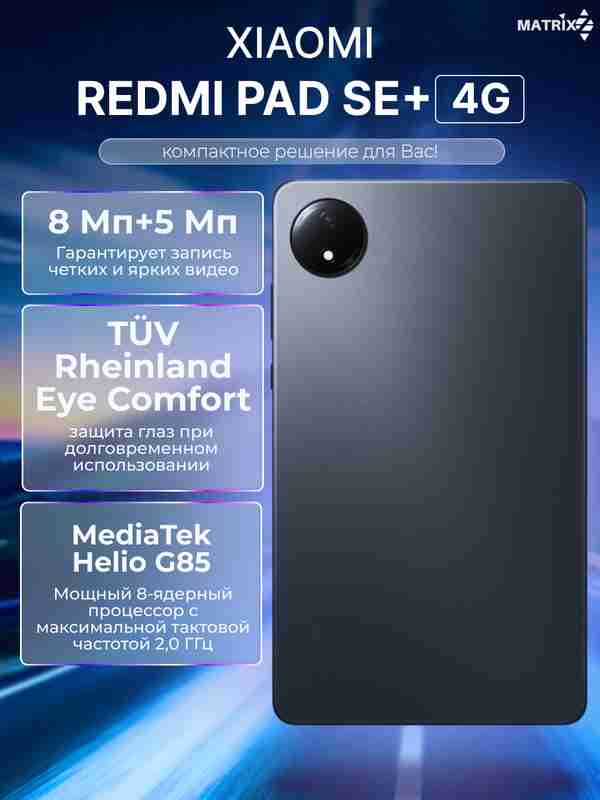 MATRIX
XIAOMI
REDMI PAD SE+ 4G
компактное решение для Вас!
8 Мп+5 Мп
Гарантирует запись
четких и ярких видео
TÜV
Rheinland
Eye Comfort
защита глаз при
долговременном
использовании
MediaTek
Helio G85
Мощный 8-ядерный
процессор с
максимальной тактовой
частотой 2,0 ГГц